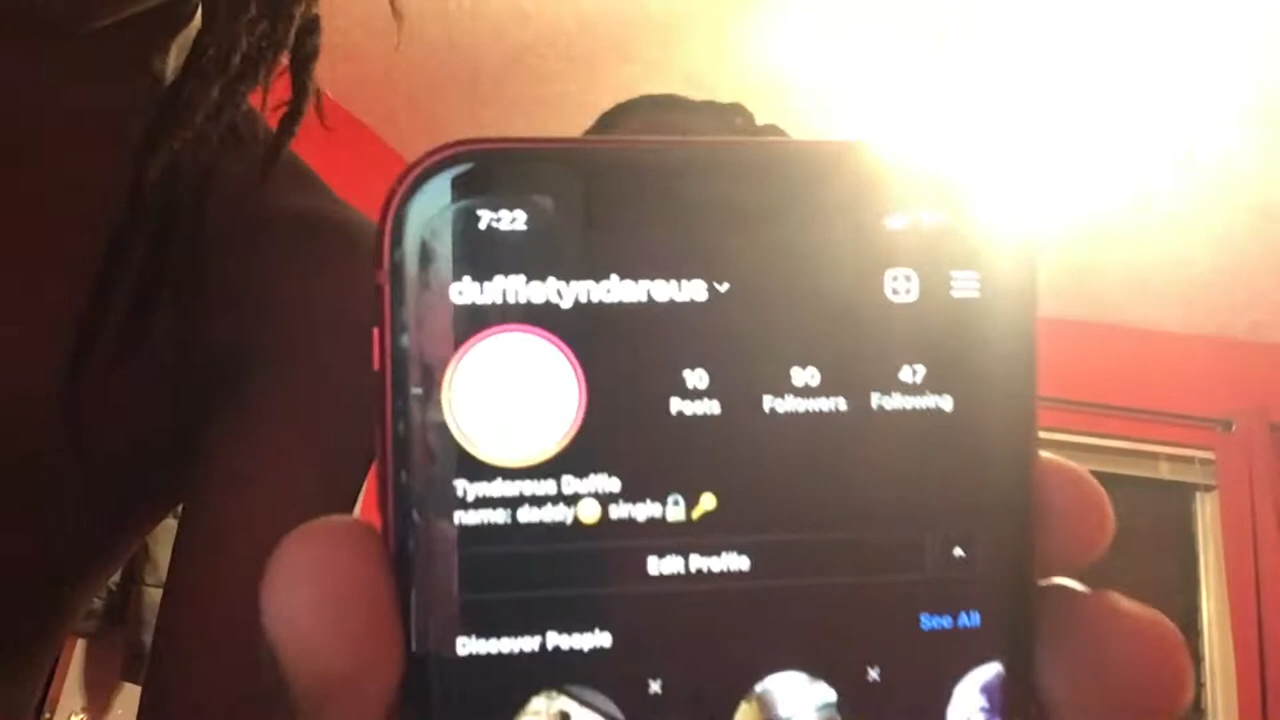 7:22
duffietyndareus
10 Posts
90 Followers
47 Following
Tyndareus Duffie
name: daddy😊 single🔒🔑
Edit Profile
Discover People
See All